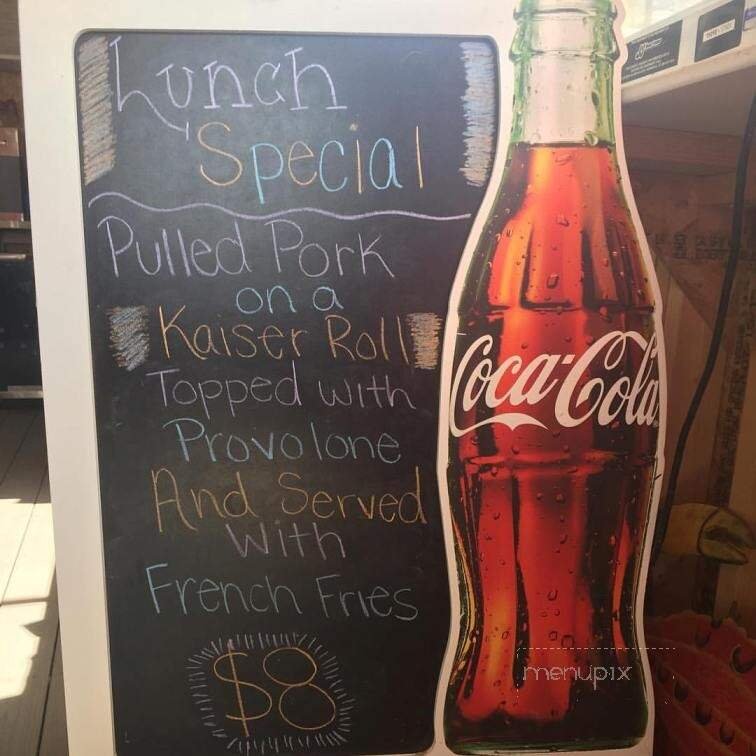 Lunch
Special
Pulled Pork
on a
Kaiser Roll
Topped with
Provolone
And Served
with
French Fries
$8
Coca-Cola
menupix